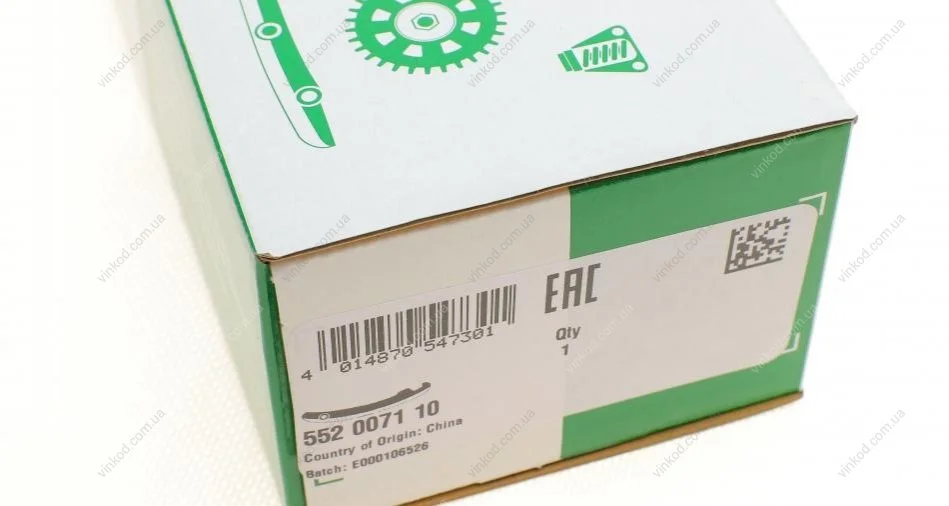 EAC
Qty
1
4 014870 547301
552 0071 10
Country of Origin: China
Batch: E000106526
vinkod.com.ua